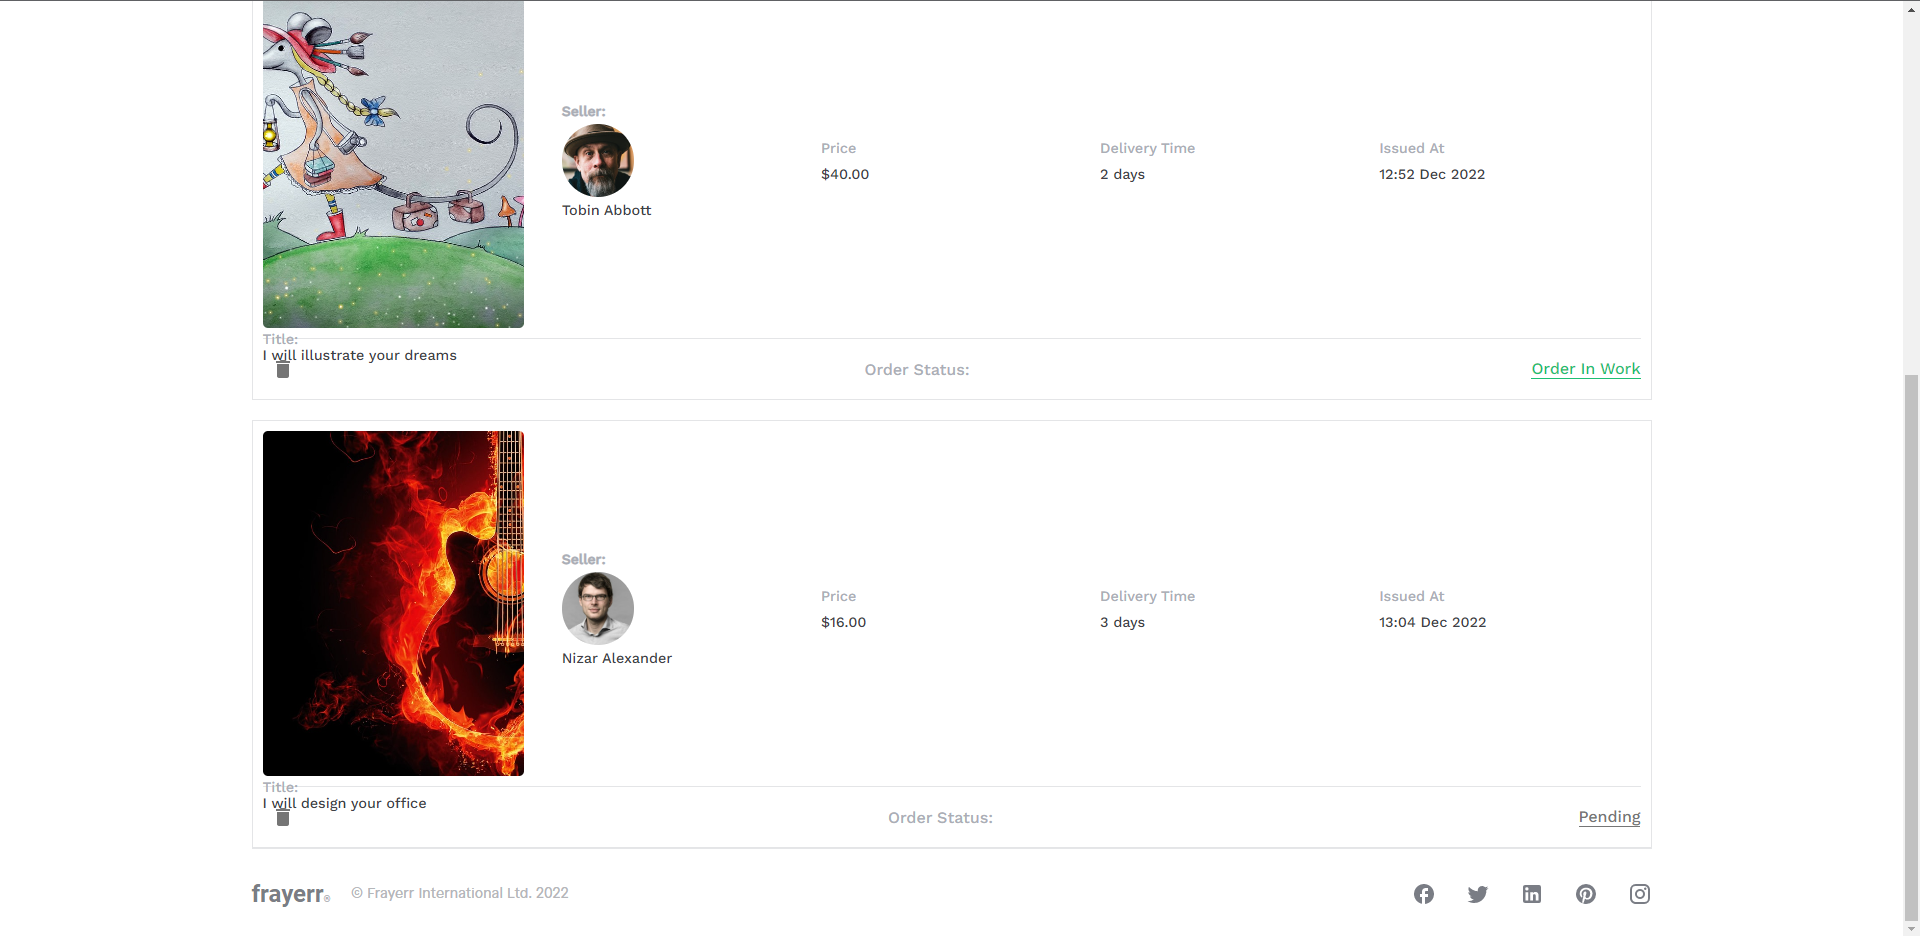 Seller:
Tobin Abbott
Price
$40.00
Delivery Time
2 days
Issued At
12:52 Dec 2022
Title:
I will illustrate your dreams
Order Status:
Order In Work
Seller:
Nizar Alexander
Price
$16.00
Delivery Time
3 days
Issued At
13:04 Dec 2022
Title:
I will design your office
Order Status:
Pending
frayerr®
© Frayerr International Ltd. 2022